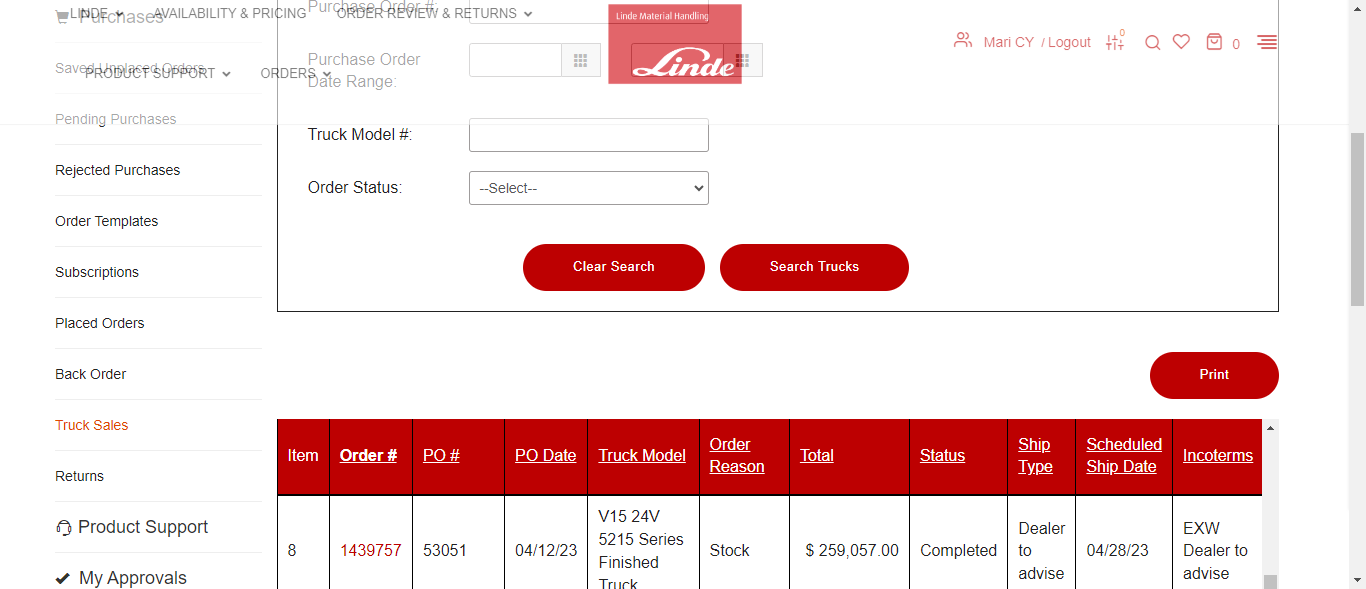 LINDE
AVAILABILITY & PRICING
ORDER REVIEW & RETURNS
Purchases
Purchase Order #:
Linde Material Handling
Linde
Mari CY / Logout
0
0
Saved Unplaced Orders
PRODUCT SUPPORT
ORDERS
Purchase Order
Date Range:
Pending Purchases
Truck Model #:
Rejected Purchases
Order Status:
--Select--
Order Templates
Clear Search
Search Trucks
Subscriptions
Placed Orders
Back Order
Print
Truck Sales
Returns
Product Support
My Approvals
Item
Order #
PO #
PO Date
Truck Model
Order
Reason
Total
Status
Ship
Type
Scheduled
Ship Date
Incoterms
8
1439757
53051
04/12/23
V15 24V
5215 Series
Finished
Truck
Stock
$ 259,057.00
Completed
Dealer
to
advise
04/28/23
EXW
Dealer to
advise